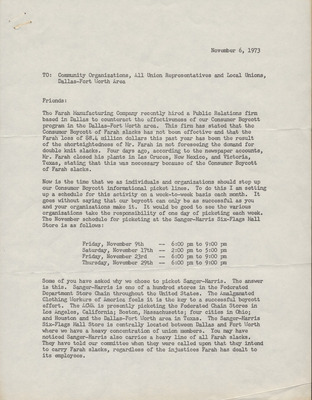 November 6, 1973
TO: Community Organizations, All Union Representatives and Local Unions,
Dallas-Fort Worth Area
Friends:
The Farah Manufacturing Company recently hired a Public Relations firm
based in Dallas to counteract the effectiveness of our Consumer Boycott
program in the Dallas-Fort Worth area. This firm has stated that the
Consumer Boycott of Farah slacks has not been effective and that the
Farah loss of $8.4 million dollars this past year has been the result
of the shortsightedness of Mr. Farah in not foreseeing the demand for
double knit slacks. Four days ago, according to the newspaper accounts,
Mr. Farah closed his plants in Las Cruces, New Mexico, and Victoria,
Texas, stating that this was necessary because of the Consumer Boycott
of Farah slacks.
Now is the time that we as individuals and organizations should step up
our Consumer Boycott informational picket lines. To do this I am setting
up a schedule for this activity on a week-to-week basis each month. It
goes without saying that our boycott can only be as successful as you
and your organizations make it. It would be good to see the various
organizations take the responsibility of one day of picketing each week.
The November schedule for picketing at the Sanger-Harris Six-Flags Mall
Store is as follows:
Friday, November 9th -- 6:00 pm to 9:00 pm
Saturday, November 17th -- 2:00 pm to 5:00 pm
Friday, November 23rd -- 6:00 pm to 9:00 pm
Thursday, November 29th -- 6:00 pm to 9:00 pm
Some of you have asked why we chose to picket Sanger-Harris. The answer
is this. Sanger-Harris is one of a hundred stores in the Federated
Department Store Chain throughout the United States. The Amalgamated
Clothing Workers of America feels it is the key to a successful boycott
effort. The ACWA is presently picketing the Federated Chain Stores in
Los Angeles, California; Boston, Massachusetts; four cities in Ohio;
and Houston and the Dallas-Fort Worth area in Texas. The Sanger-Harris
Six-Flags Mall Store is centrally located between Dallas and Fort Worth
where we have a heavy concentration of union members. You may have
noticed Sanger-Harris also carries a heavy line of all Farah slacks.
They have told our committee when they were called upon that they intend
to carry Farah slacks, regardless of the injustices Farah has dealt to
its employees.